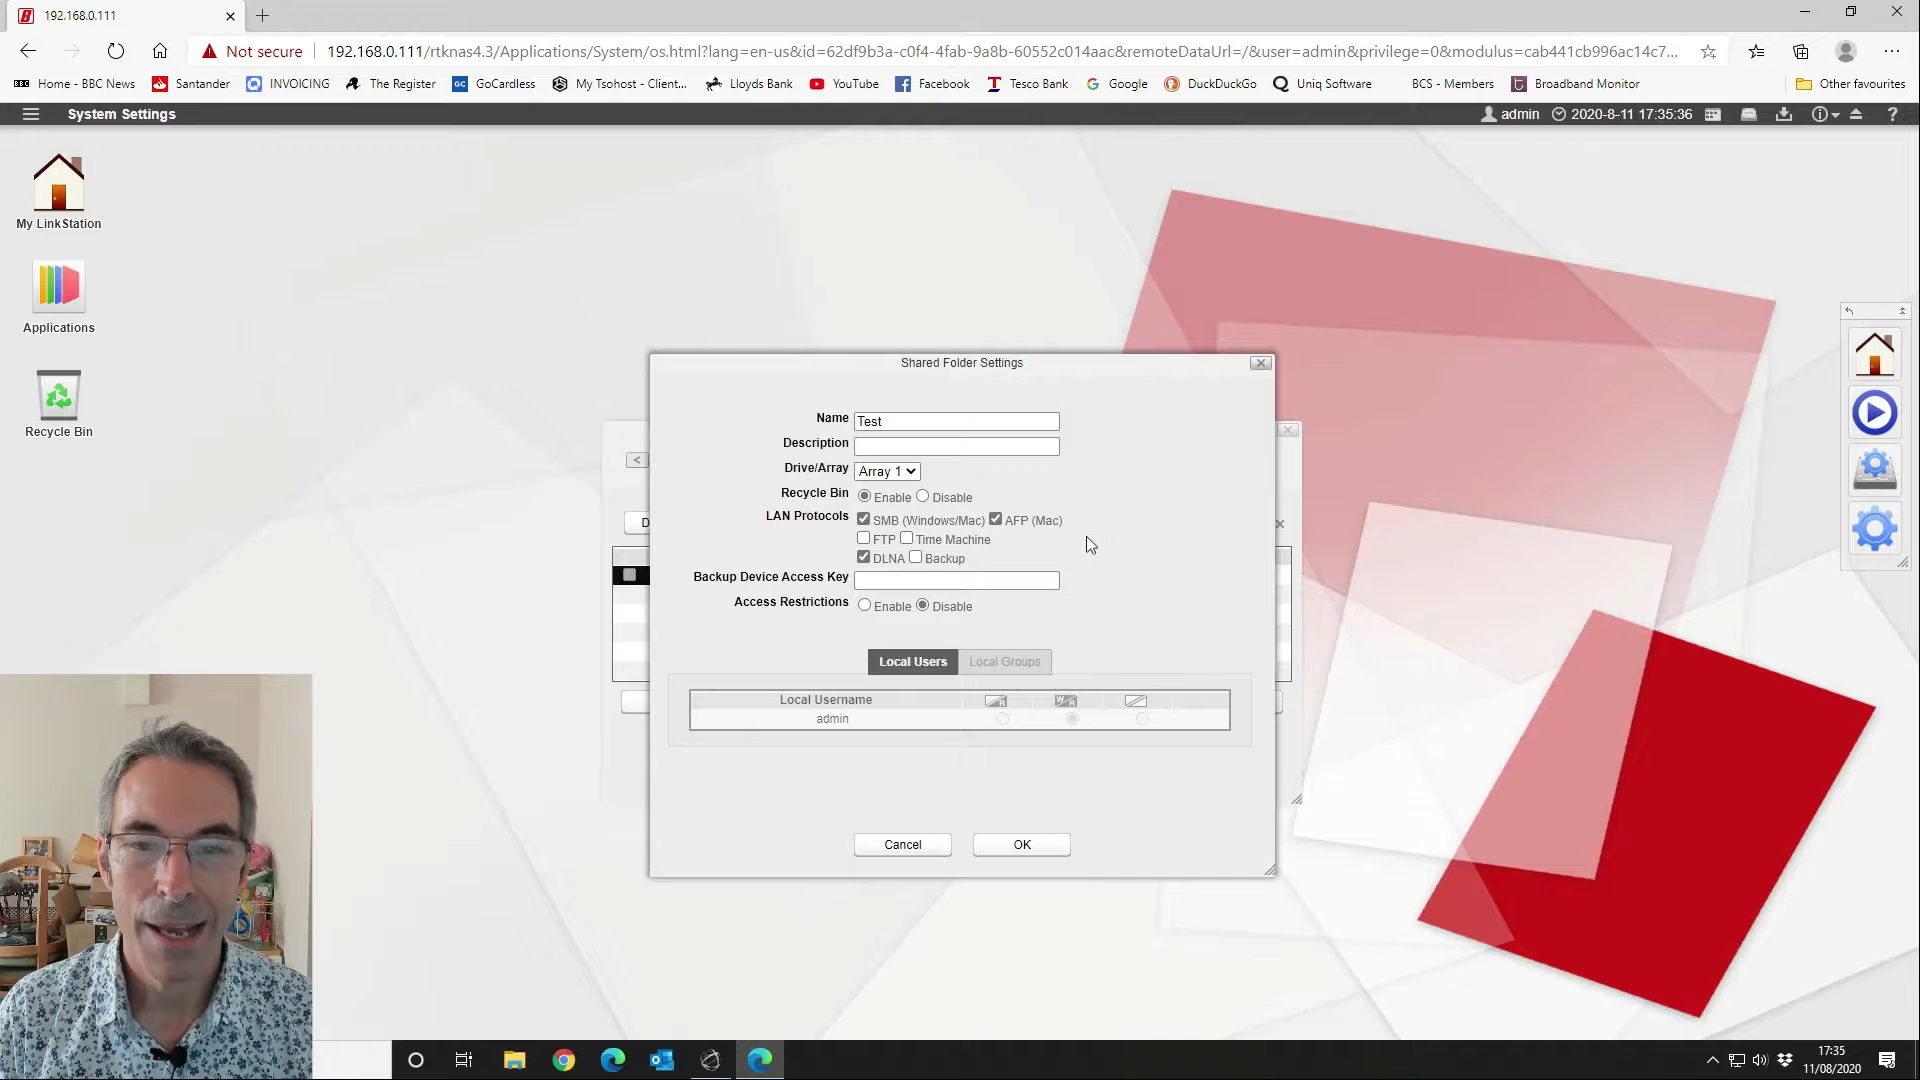 192.168.0.111
Not secure 192.168.0.111/rtknas4.3/Applications/System/os.html?lang=en-us&id=62df9b3a-c0f4-4fab-9a8b-60552c014aac&remoteDataUrl=/&user=admin&privilege=0&modulus=cab441cb996ac14c7...
Home - BBC News Santander INVOICING The Register GoCardless My Tsohost - Client... Lloyds Bank YouTube Facebook Tesco Bank Google DuckDuckGo Uniq Software BCS - Members Broadband Monitor Other favourites
System Settings admin 2020-8-11 17:35:36
My LinkStation
Applications
Recycle Bin
Shared Folder Settings
Name Test
Description
Drive/Array Array 1
Recycle Bin Enable Disable
LAN Protocols SMB (Windows/Mac) AFP (Mac)
FTP Time Machine
DLNA Backup
Backup Device Access Key
Access Restrictions Enable Disable
Local Users Local Groups
Local Username R W R
admin
Cancel OK
17:35
11/08/2020